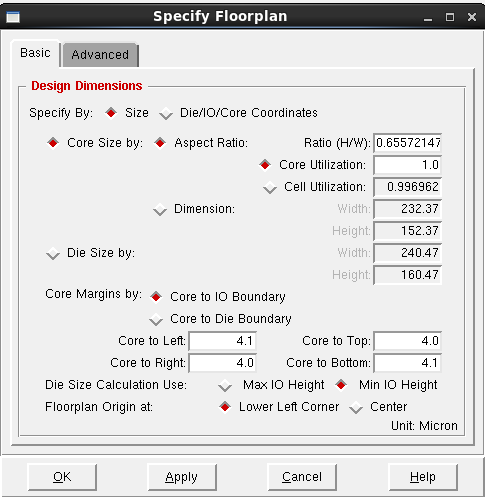 Specify Floorplan
Basic Advanced
Design Dimensions
Specify By: Size Die/IO/Core Coordinates
Core Size by: Aspect Ratio: Ratio (H/W): 0.65572147
Core Utilization: 1.0
Cell Utilization: 0.996962
Dimension: Width: 232.37
Height: 152.37
Die Size by: Width: 240.47
Height: 160.47
Core Margins by: Core to IO Boundary
Core to Die Boundary
Core to Left: 4.1 Core to Top: 4.0
Core to Right: 4.0 Core to Bottom: 4.1
Die Size Calculation Use: Max IO Height Min IO Height
Floorplan Origin at: Lower Left Corner Center
Unit: Micron
OK Apply Cancel Help